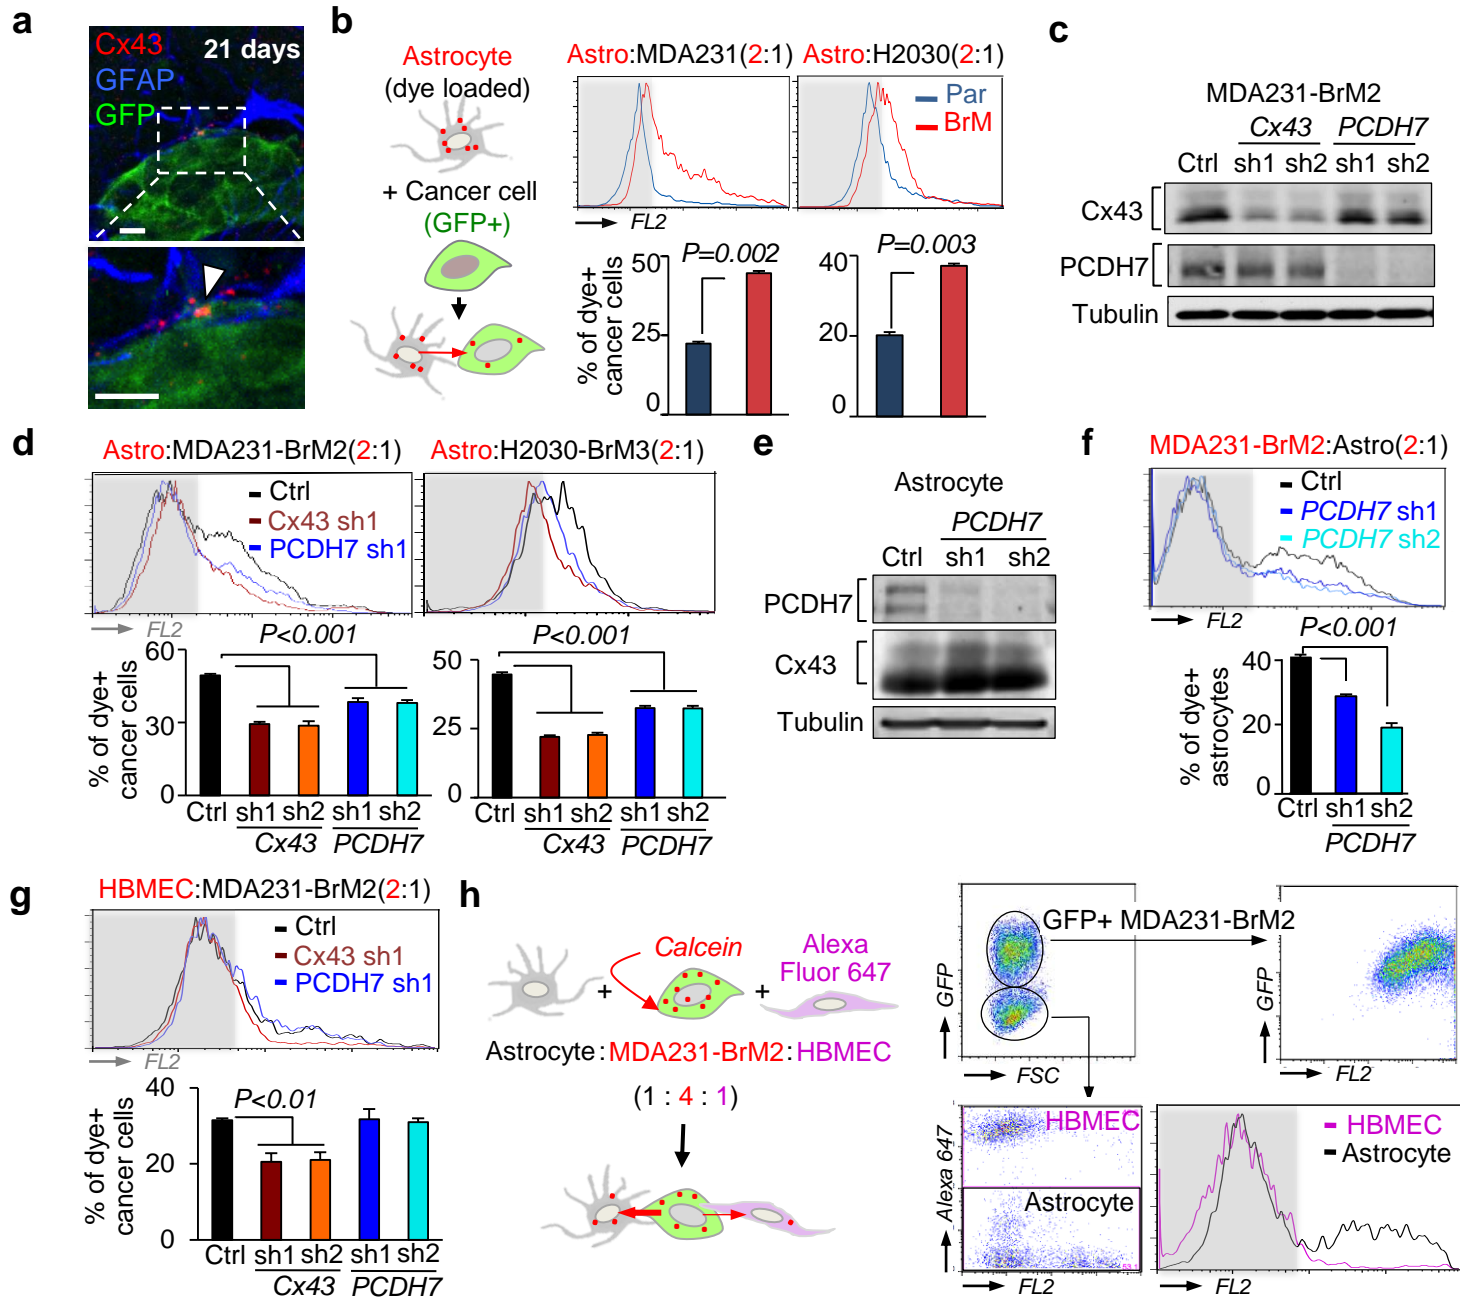 a
Cx43
21 days
GFAP
GFP
b
Astrocyte
(dye loaded)
+ Cancer cell
(GFP+)
Astro:MDA231(2:1)
Astro:H2030(2:1)
Par
BrM
FL2
P=0.002
P=0.003
% of dye+
cancer cells
50
25
0
40
20
0
c
MDA231-BrM2
Cx43 PCDH7
Ctrl sh1 sh2 sh1 sh2
Cx43
PCDH7
Tubulin
d
Astro:MDA231-BrM2(2:1)
Astro:H2030-BrM3(2:1)
Ctrl
Cx43 sh1
PCDH7 sh1
FL2
P<0.001
P<0.001
% of dye+
cancer cells
60
30
0
50
25
0
Ctrl sh1 sh2 sh1 sh2
Cx43 PCDH7
Ctrl sh1 sh2 sh1 sh2
Cx43 PCDH7
e
Astrocyte
PCDH7
Ctrl sh1 sh2
PCDH7
Cx43
Tubulin
f
MDA231-BrM2:Astro(2:1)
Ctrl
PCDH7 sh1
PCDH7 sh2
FL2
P<0.001
% of dye+
astrocytes
40
20
0
Ctrl sh1 sh2
PCDH7
g
HBMEC:MDA231-BrM2(2:1)
Ctrl
Cx43 sh1
PCDH7 sh1
FL2
P<0.01
% of dye+
cancer cells
40
20
0
Ctrl sh1 sh2 sh1 sh2
Cx43 PCDH7
h
Calcein
Alexa
Fluor 647
+ +
Astrocyte:MDA231-BrM2:HBMEC
(1 : 4 : 1)
GFP+ MDA231-BrM2
GFP
FSC
GFP
FL2
HBMEC
Astrocyte
Alexa 647
FL2
HBMEC
Astrocyte
FL2